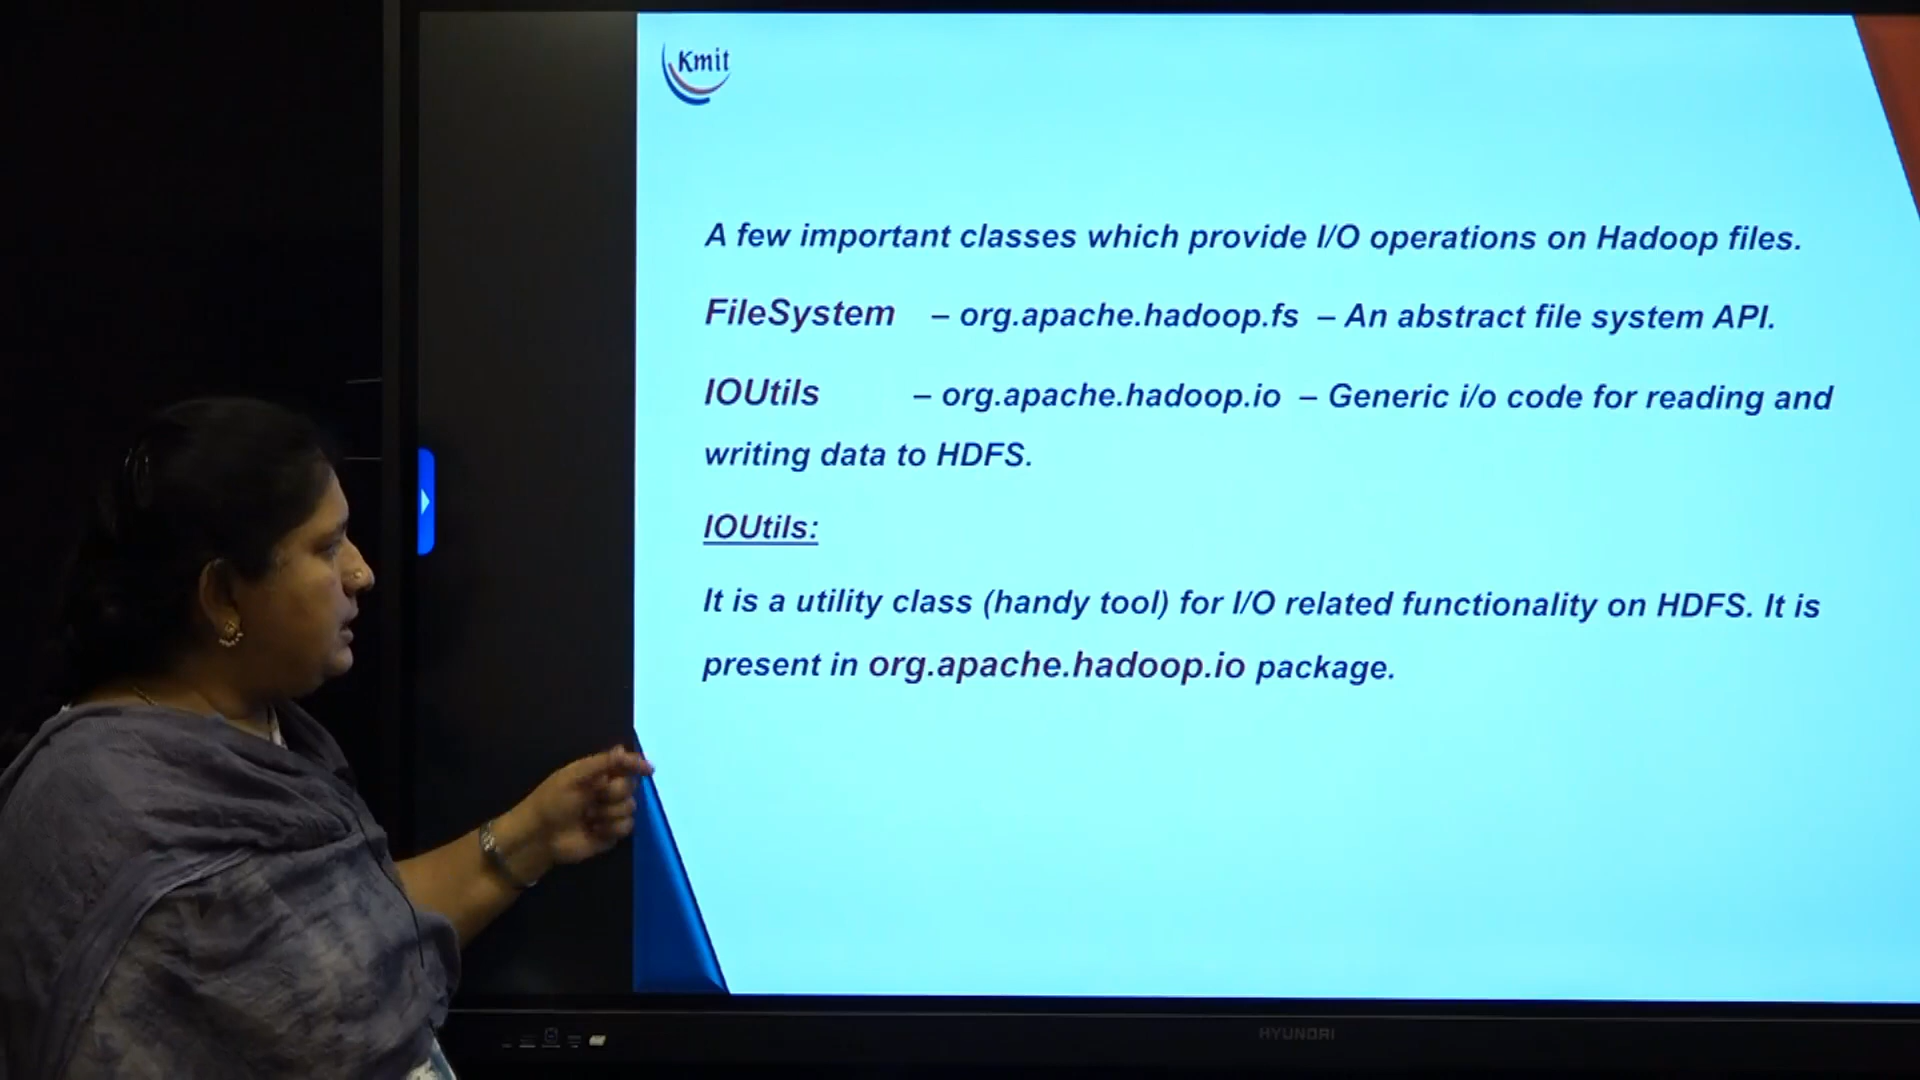 Kmit
A few important classes which provide I/O operations on Hadoop files.
FileSystem – org.apache.hadoop.fs – An abstract file system API.
IOUtils – org.apache.hadoop.io – Generic i/o code for reading and
writing data to HDFS.
IOUtils:
It is a utility class (handy tool) for I/O related functionality on HDFS. It is
present in org.apache.hadoop.io package.
HYUNDAI